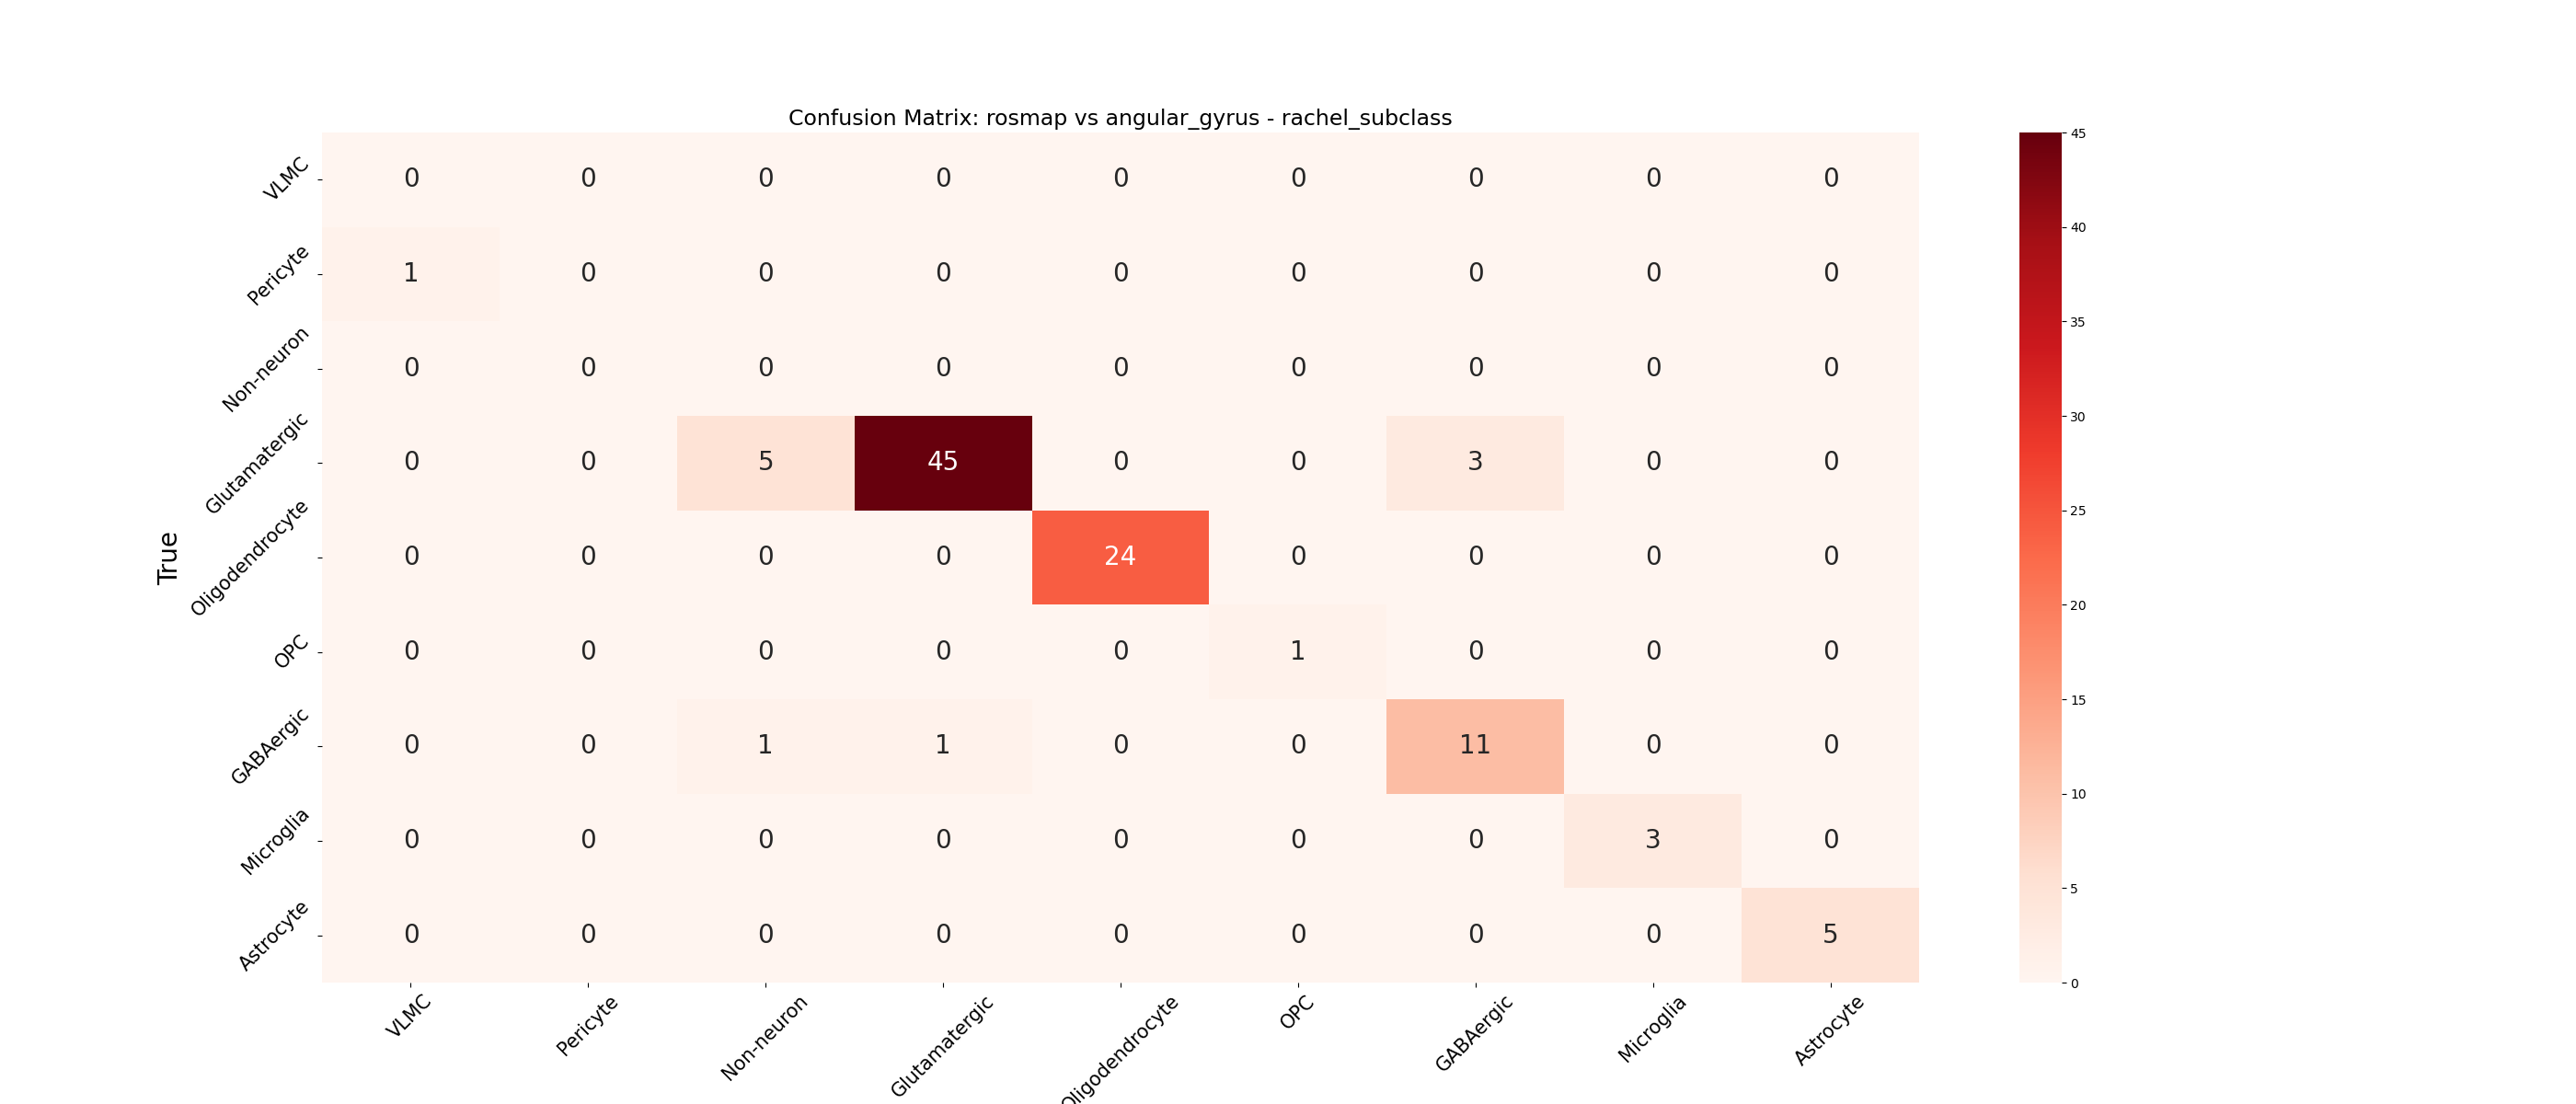 Confusion Matrix: rosmap vs angular_gyrus - rachel_subclass
True
VLMC 0 0 0 0 0 0 0 0 0
Pericyte 1 0 0 0 0 0 0 0 0
Non-neuron 0 0 0 0 0 0 0 0 0
Glutamatergic 0 0 5 45 0 0 3 0 0
Oligodendrocyte 0 0 0 0 24 0 0 0 0
OPC 0 0 0 0 0 1 0 0 0
GABAergic 0 0 1 1 0 0 11 0 0
Microglia 0 0 0 0 0 0 0 3 0
Astrocyte 0 0 0 0 0 0 0 0 5
VLMC Pericyte Non-neuron Glutamatergic Oligodendrocyte OPC GABAergic Microglia Astrocyte
45
40
35
30
25
20
15
10
5
0